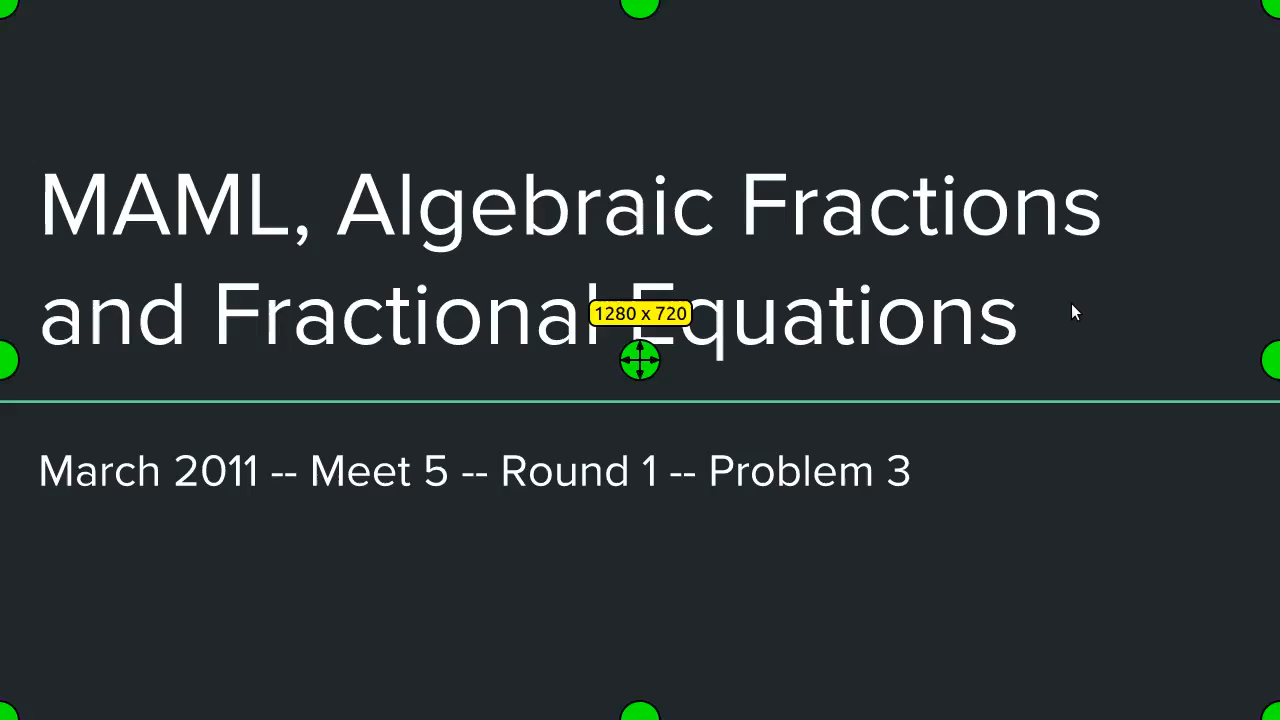 MAML, Algebraic Fractions
and Fractional Equations
1280 x 720
March 2011 -- Meet 5 -- Round 1 -- Problem 3